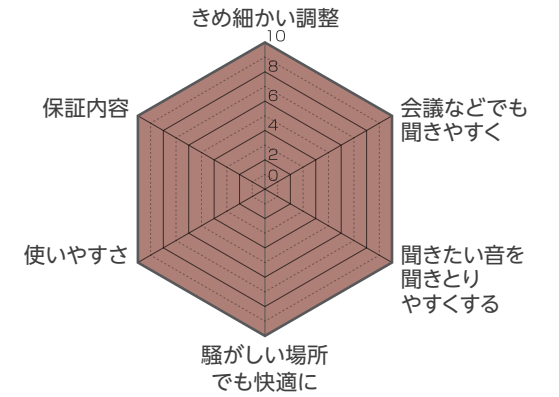 きめ細かい調整
10
8
6
4
2
0
保証内容
会議などでも
聞きやすく
使いやすさ
聞きたい音を
聞きとり
やすくする
騒がしい場所
でも快適に